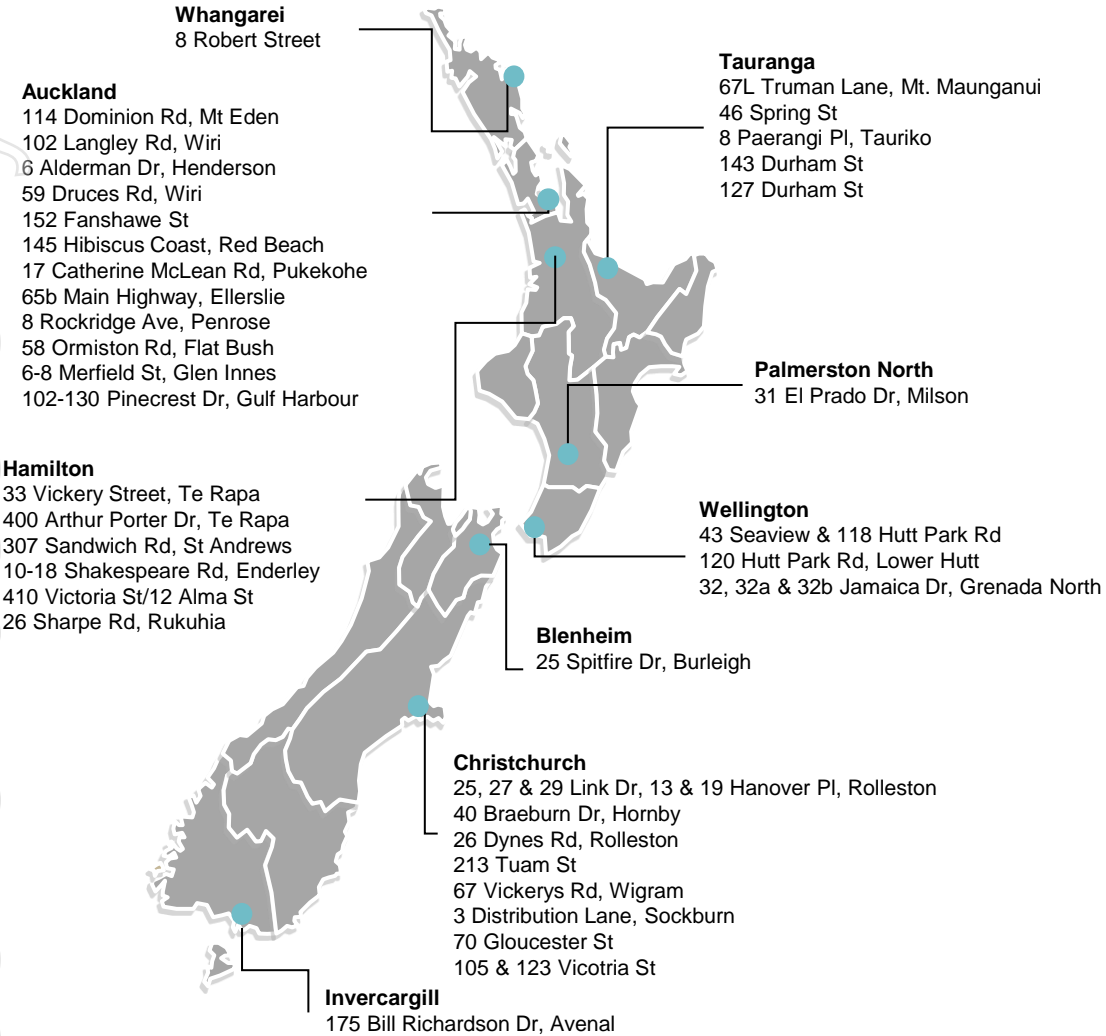 Whangarei
8 Robert Street
Auckland
114 Dominion Rd, Mt Eden
102 Langley Rd, Wiri
6 Alderman Dr, Henderson
59 Druces Rd, Wiri
152 Fanshawe St
145 Hibiscus Coast, Red Beach
17 Catherine McLean Rd, Pukekohe
65b Main Highway, Ellerslie
8 Rockridge Ave, Penrose
58 Ormiston Rd, Flat Bush
6-8 Merfield St, Glen Innes
102-130 Pinecrest Dr, Gulf Harbour
Tauranga
67L Truman Lane, Mt. Maunganui
46 Spring St
8 Paerangi Pl, Tauriko
143 Durham St
127 Durham St
Palmerston North
31 El Prado Dr, Milson
Hamilton
33 Vickery Street, Te Rapa
400 Arthur Porter Dr, Te Rapa
307 Sandwich Rd, St Andrews
10-18 Shakespeare Rd, Enderley
410 Victoria St/12 Alma St
26 Sharpe Rd, Rukuhia
Wellington
43 Seaview & 118 Hutt Park Rd
120 Hutt Park Rd, Lower Hutt
32, 32a & 32b Jamaica Dr, Grenada North
Blenheim
25 Spitfire Dr, Burleigh
Christchurch
25, 27 & 29 Link Dr, 13 & 19 Hanover Pl, Rolleston
40 Braeburn Dr, Hornby
26 Dynes Rd, Rolleston
213 Tuam St
67 Vickerys Rd, Wigram
3 Distribution Lane, Sockburn
70 Gloucester St
105 & 123 Vicotria St
Invercargill
175 Bill Richardson Dr, Avenal